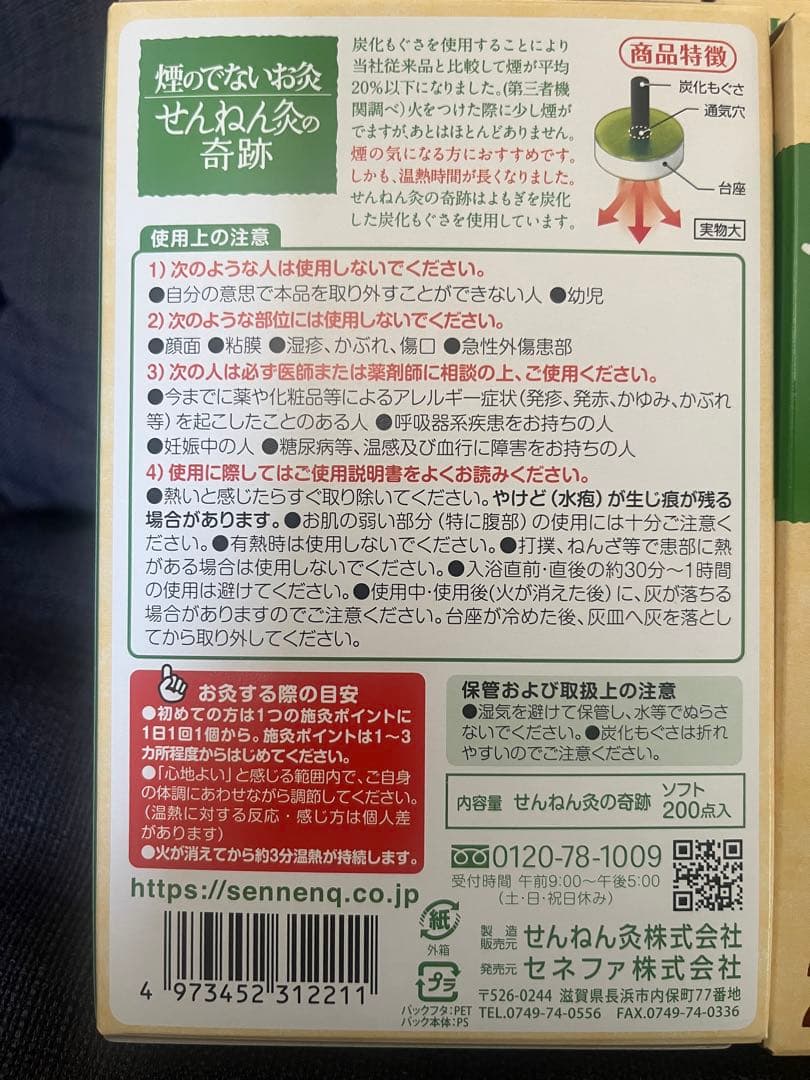 煙のでないお灸
せんねん灸の
奇跡
炭化もぐさを使用することにより
当社従来品と比較して煙が平均
20%以下になりました。(第三者機
関調べ)火をつけた際に少し煙が
でますが、あとはほとんどありません。
煙の気になる方におすすめです。
しかも、温熱時間が長くなりました。
せんねん灸の奇跡はよもぎを炭化
した炭化もぐさを使用しています。
商品特徴
炭化もぐさ
通気穴
台座
実物大
使用上の注意
1)次のような人は使用しないでください。
●自分の意思で本品を取り外すことができない人 ●幼児
2)次のような部位には使用しないでください。
●顔面 ●粘膜 ●湿疹、かぶれ、傷口 ●急性外傷患部
3)次の人は必ず医師または薬剤師に相談の上、ご使用ください。
●今までに薬や化粧品等によるアレルギー症状(発疹、発赤、かゆみ、かぶれ
等)を起こしたことのある人 ●呼吸器系疾患をお持ちの人
●妊娠中の人 ●糖尿病等、温感及び血行に障害をお持ちの人
4)使用に際してはご使用説明書をよくお読みください。
●熱いと感じたらすぐ取り除いてください。やけど(水疱)が生じ痕が残る
場合があります。●お肌の弱い部分(特に腹部)の使用には十分ご注意くだ
さい。●有熱時は使用しないでください。●打撲、ねんざ等で患部に熱
がある場合は使用しないでください。●入浴直前・直後の約30分～1時間
の使用は避けてください。●使用中・使用後(火が消えた後)に、灰が落ちる
場合がありますのでご注意ください。台座が冷めた後、灰皿へ灰を落とし
てから取り外してください。
お灸する際の目安
●初めての方は1つの施灸ポイントに
1日1回1個から。施灸ポイントは1～3
カ所程度からはじめてください。
●「心地よい」と感じる範囲内で、ご自身
の体調にあわせながら調節してください。
(温熱に対する反応・感じ方は個人差
があります)
●火が消えてから約3分温熱が持続します。
保管および取扱上の注意
●湿気を避けて保管し、水等でぬらさ
ないでください。●炭化もぐさは折れ
やすいのでご注意ください。
内容量 せんねん灸の奇跡 ソフト
200点入
0120-78-1009
受付時間 午前9:00～午後5:00
(土・日・祝日休み)
https://sennenq.co.jp
4 973452 312211
紙
外箱
プラ
パックフタ:PET
パック本体:PS
製造
販売元 せんねん灸株式会社
発売元 セネファ株式会社
〒526-0244 滋賀県長浜市内保町77番地
TEL.0749-74-0556 FAX.0749-74-0336